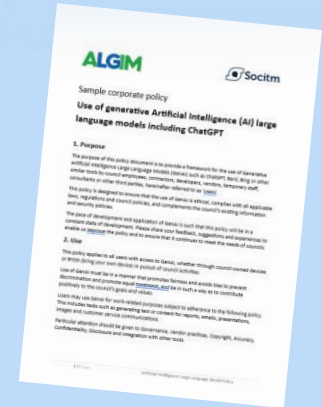 ALGIM
Socitm
Sample corporate policy
Use of generative Artificial Intelligence (AI) large
language models including ChatGPT
1. Purpose
The purpose of this policy document is to provide a framework for the use of Generative
Artificial Intelligence Large Language Models (GenAI) such as ChatGPT, Bard, Bing or other
similar tools by council employees, contractors, developers, vendors, temporary staff,
consultants or other third parties, hereinafter referred to as 'users'.
This policy is designed to ensure that the use of GenAI is ethical, complies with all applicable
laws, regulations and council policies, and complements the council's existing information
and security policies.
The pace of development and application of GenAI is such that this policy will be in a
constant state of development. Please share your feedback, suggestions and experiences to
enable us improve the policy and to ensure that it continues to meet the needs of councils.
2. Use
This policy applies to all users with access to GenAI, whether through council-owned devices
or BYOD (bring your own device) in pursuit of council activities.
Use of GenAI must be in a manner that promotes fairness and avoids bias to prevent
discrimination and promote equal treatment, and be in such a way as to contribute
positively to the council's goals and values.
Users may use GenAI for work-related purposes subject to adherence to the following policy.
This includes tasks such as generating text or content for reports, emails, presentations,
images and customer service communications.
Particular attention should be given to Governance, vendor practices, Copyright, Accuracy,
Confidentiality, Disclosure and Integration with other tools.
Artificial Intelligence Large Language Model Policy